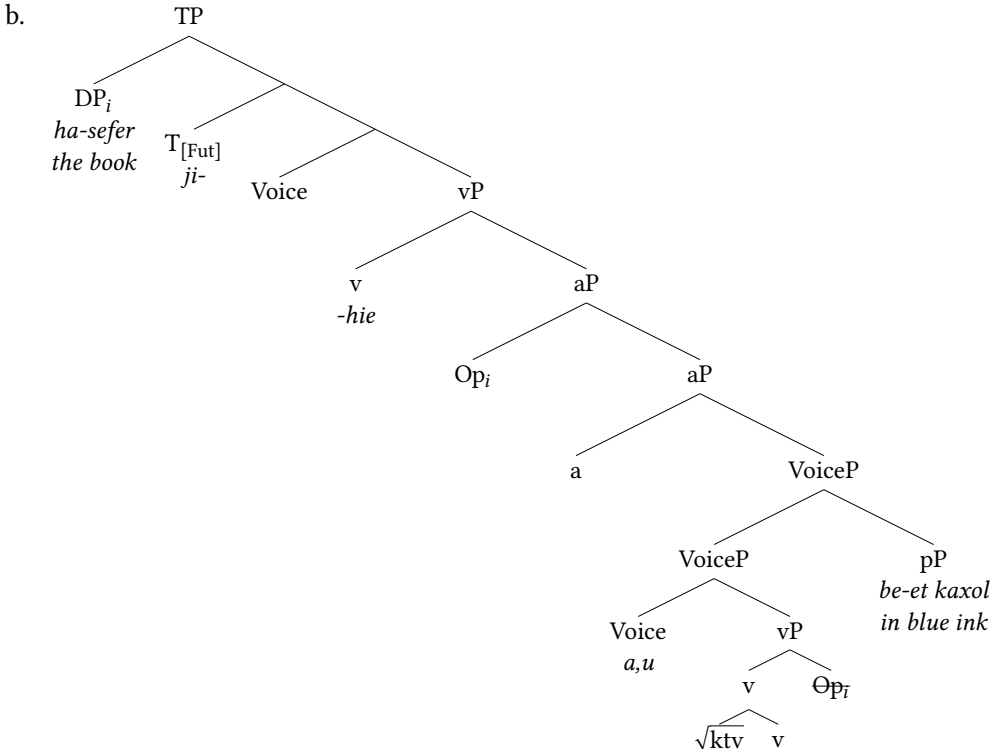 b.
TP
DPi
ha-sefer
the book
T[Fut]
ji-
Voice
vP
v
-hie
aP
Opi
aP
a
VoiceP
VoiceP
pP
be-et kaxol
in blue ink
Voice
a,u
vP
v
Opi
√ktv
v